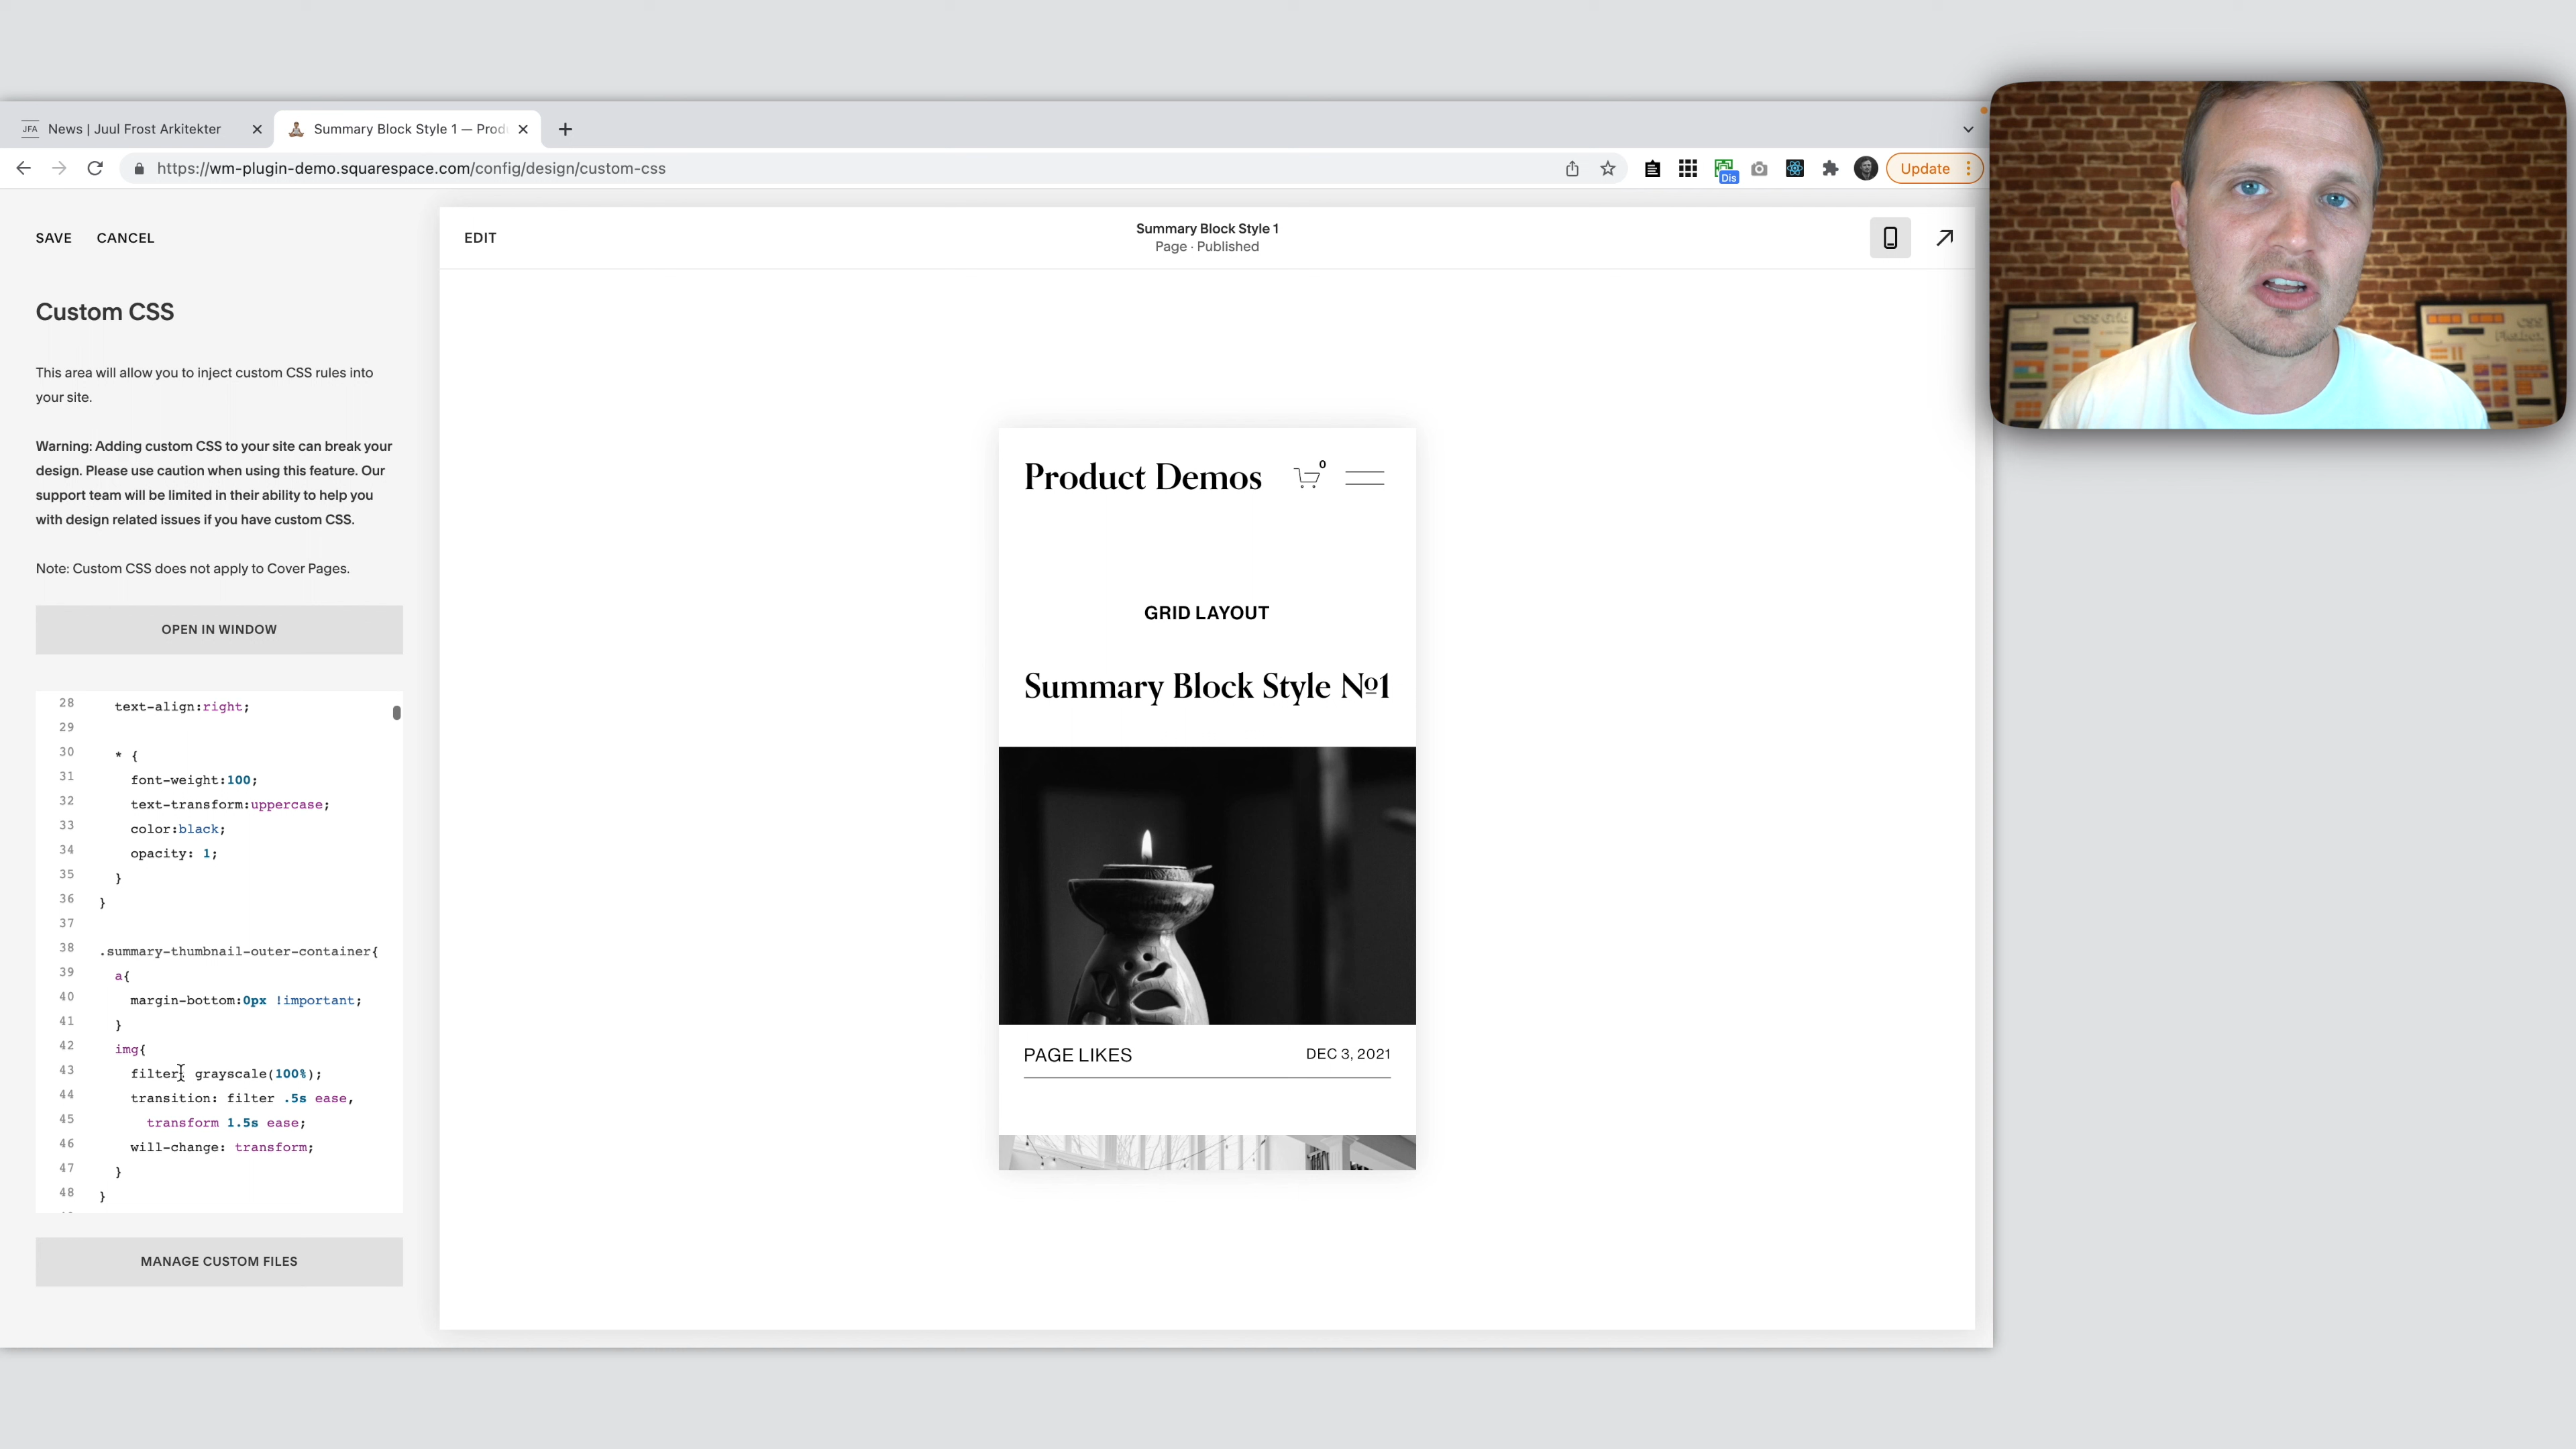 JFA News | Juul Frost Arkitekter
Summary Block Style 1 — Prod
https://wm-plugin-demo.squarespace.com/config/design/custom-css
Dis
Update
SAVE CANCEL
EDIT
Summary Block Style 1
Page · Published
Custom CSS
This area will allow you to inject custom CSS rules into
your site.
Warning: Adding custom CSS to your site can break your
design. Please use caution when using this feature. Our
support team will be limited in their ability to help you
with design related issues if you have custom CSS.
Note: Custom CSS does not apply to Cover Pages.
OPEN IN WINDOW
28 text-align:right;
29
30 * {
31 font-weight:100;
32 text-transform:uppercase;
33 color:black;
34 opacity: 1;
35 }
36 }
37
38 .summary-thumbnail-outer-container{
39 a{
40 margin-bottom:0px !important;
41 }
42 img{
43 filter: grayscale(100%);
44 transition: filter .5s ease,
45 transform 1.5s ease;
46 will-change: transform;
47 }
48 }
MANAGE CUSTOM FILES
Product Demos
0
GRID LAYOUT
Summary Block Style №1
PAGE LIKES DEC 3, 2021
CSS Grid
CSS
Flexbox